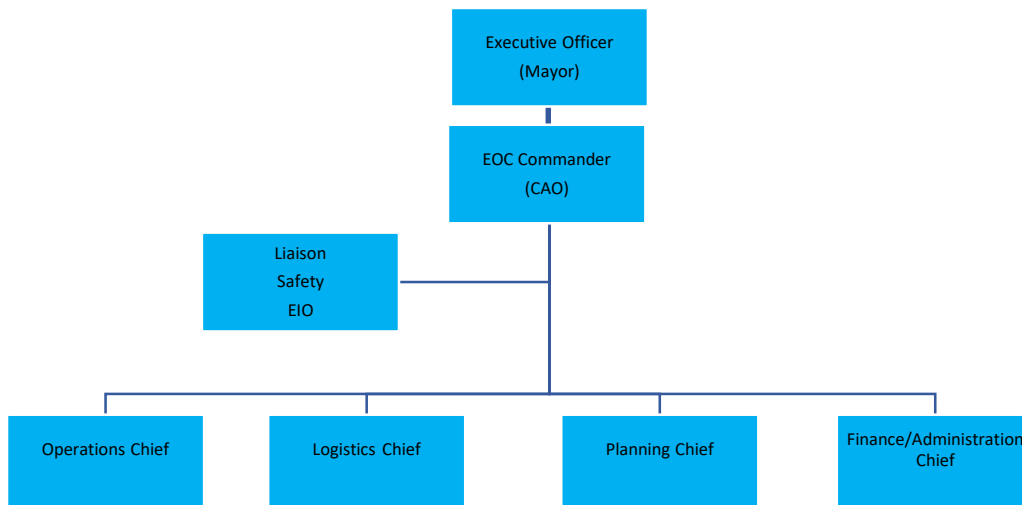 Executive Officer
(Mayor)
EOC Commander
(CAO)
Liaison
Safety
EIO
Operations Chief
Logistics Chief
Planning Chief
Finance/Administration
Chief